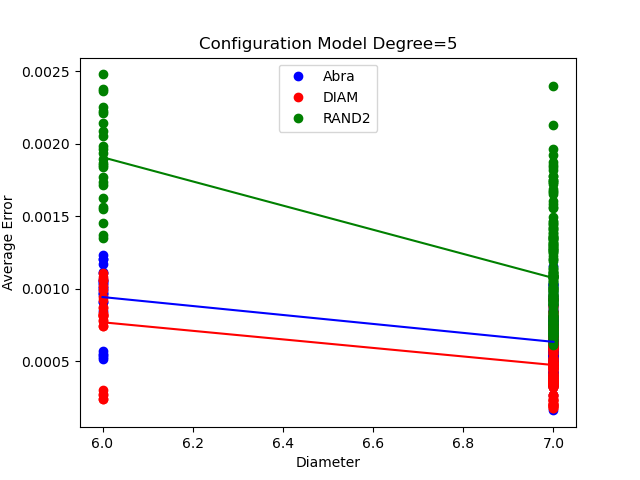 Configuration Model Degree=5
Abra
DIAM
RAND2
Average Error
0.0025
0.0020
0.0015
0.0010
0.0005
6.0 6.2 6.4 6.6 6.8 7.0
Diameter